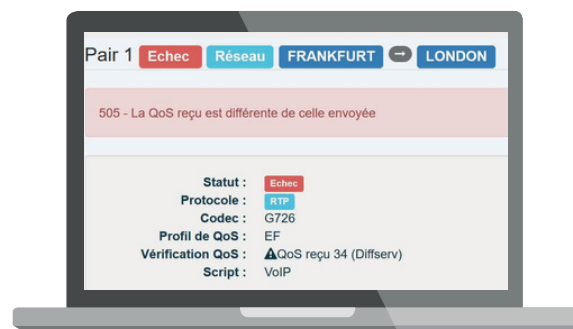 Pair 1 Echec Réseau FRANKFURT LONDON
505 - La QoS reçu est différente de celle envoyée
Statut : Echec
Protocole : RTP
Codec : G726
Profil de QoS : EF
Vérification QoS : QoS reçu 34 (Diffserv)
Script : VoIP